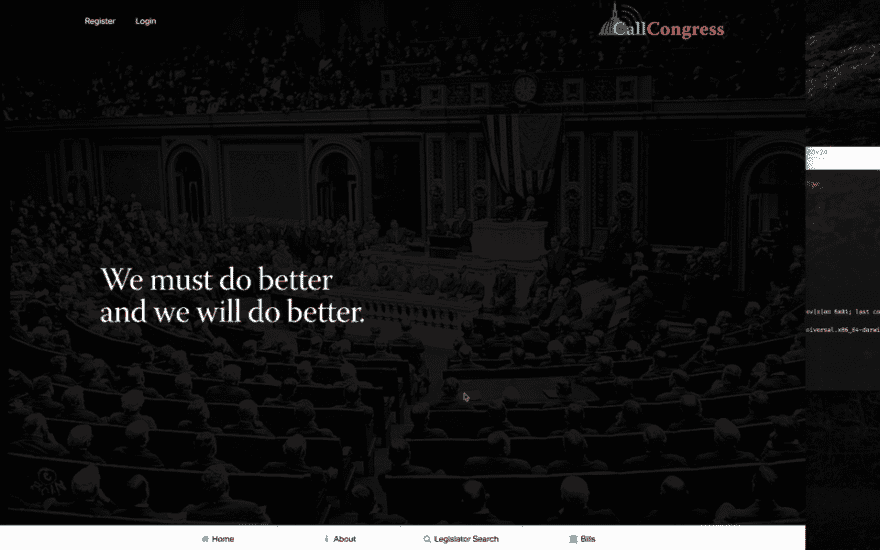 Register Login
CallCongress
We must do better
and we will do better.
Home About Legislator Search Bills